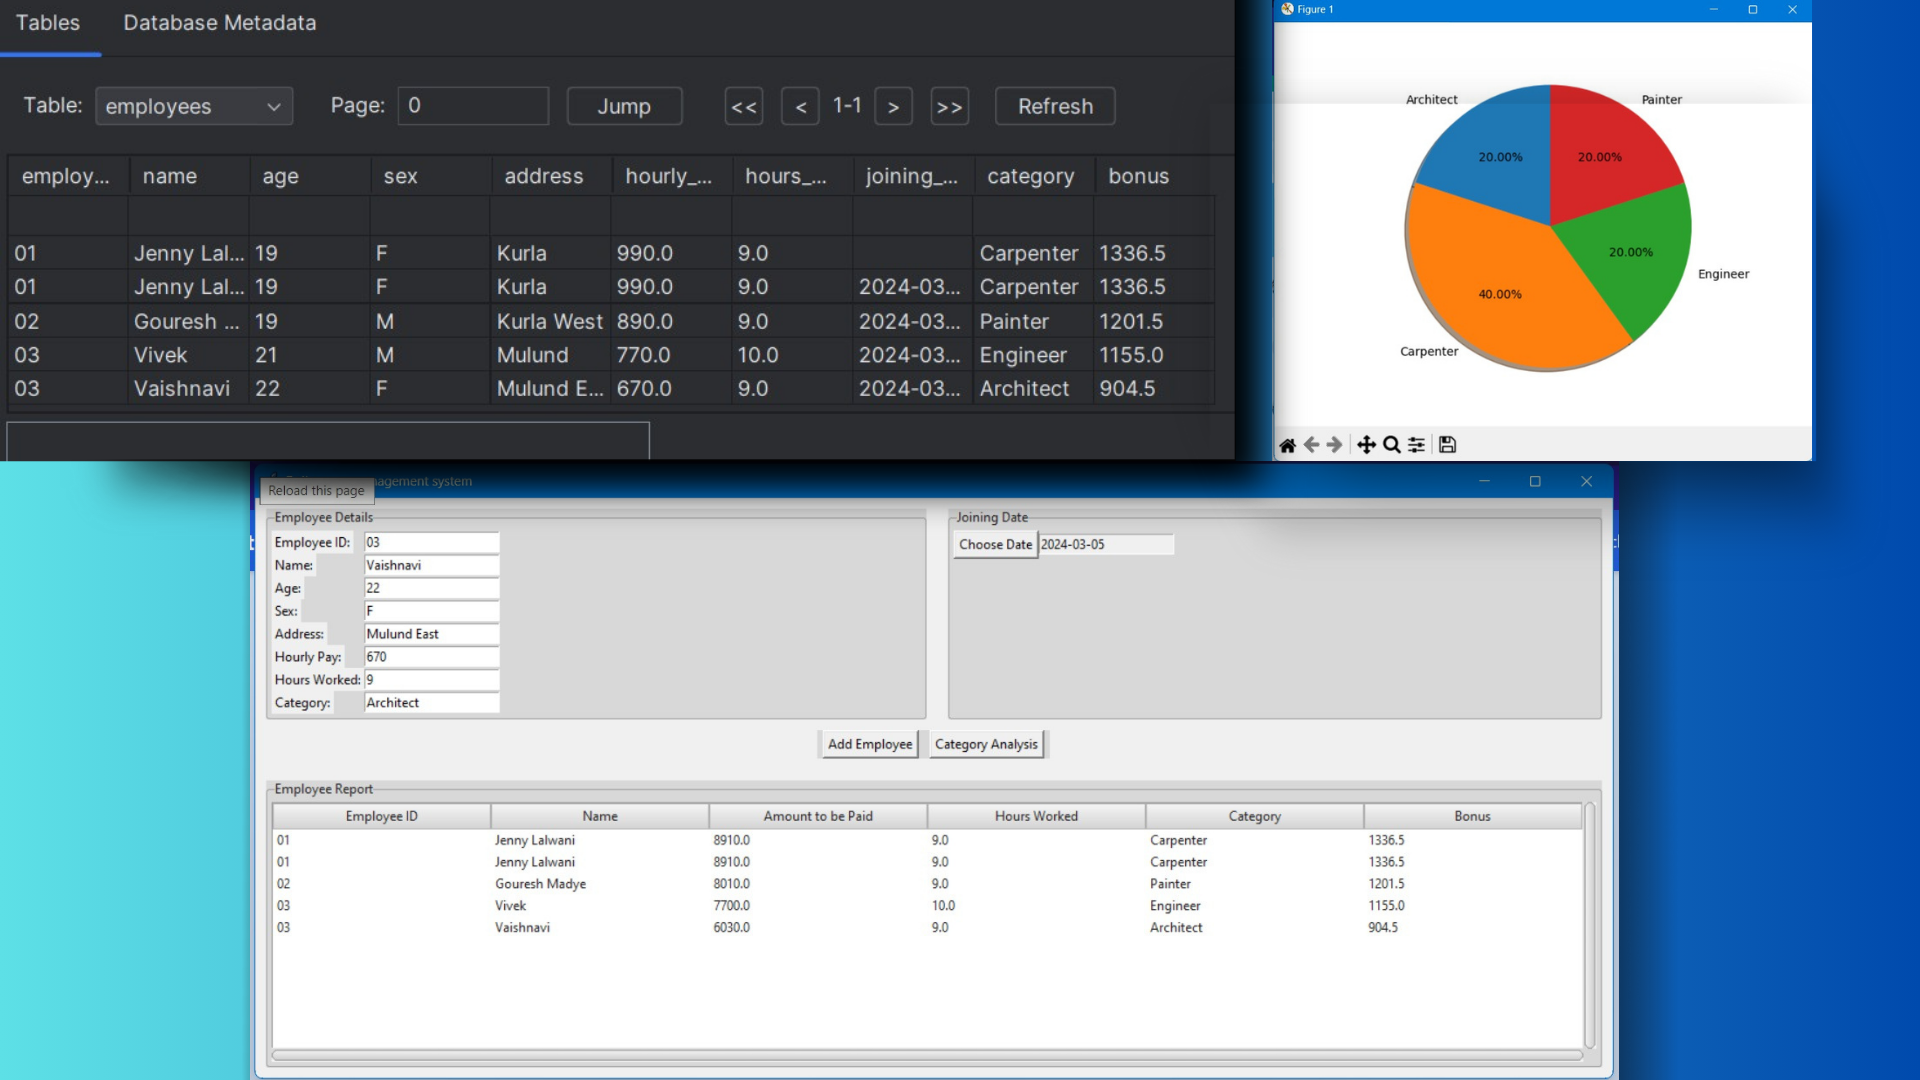 Tables Database Metadata
Table: employees Page: 0 Jump << < 1-1 > >> Refresh
employ... name age sex address hourly_... hours_... joining_... category bonus
01 Jenny Lal... 19 F Kurla 990.0 9.0 Carpenter 1336.5
01 Jenny Lal... 19 F Kurla 990.0 9.0 2024-03... Carpenter 1336.5
02 Gouresh ... 19 M Kurla West 890.0 9.0 2024-03... Painter 1201.5
03 Vivek 21 M Mulund 770.0 10.0 2024-03... Engineer 1155.0
03 Vaishnavi 22 F Mulund E... 670.0 9.0 2024-03... Architect 904.5
Figure 1
Architect Painter
20.00% 20.00%
20.00%
Engineer
40.00%
Carpenter
agement system
Reload this page
Employee Details
Employee ID: 03
Name: Vaishnavi
Age: 22
Sex: F
Address: Mulund East
Hourly Pay: 670
Hours Worked: 9
Category: Architect
Joining Date
Choose Date 2024-03-05
Add Employee Category Analysis
Employee Report
Employee ID Name Amount to be Paid Hours Worked Category Bonus
01 Jenny Lalwani 8910.0 9.0 Carpenter 1336.5
01 Jenny Lalwani 8910.0 9.0 Carpenter 1336.5
02 Gouresh Madye 8010.0 9.0 Painter 1201.5
03 Vivek 7700.0 10.0 Engineer 1155.0
03 Vaishnavi 6030.0 9.0 Architect 904.5